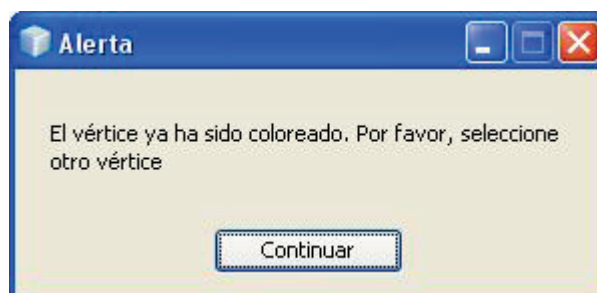 Alerta
El vértice ya ha sido coloreado. Por favor, seleccione
otro vértice
Continuar